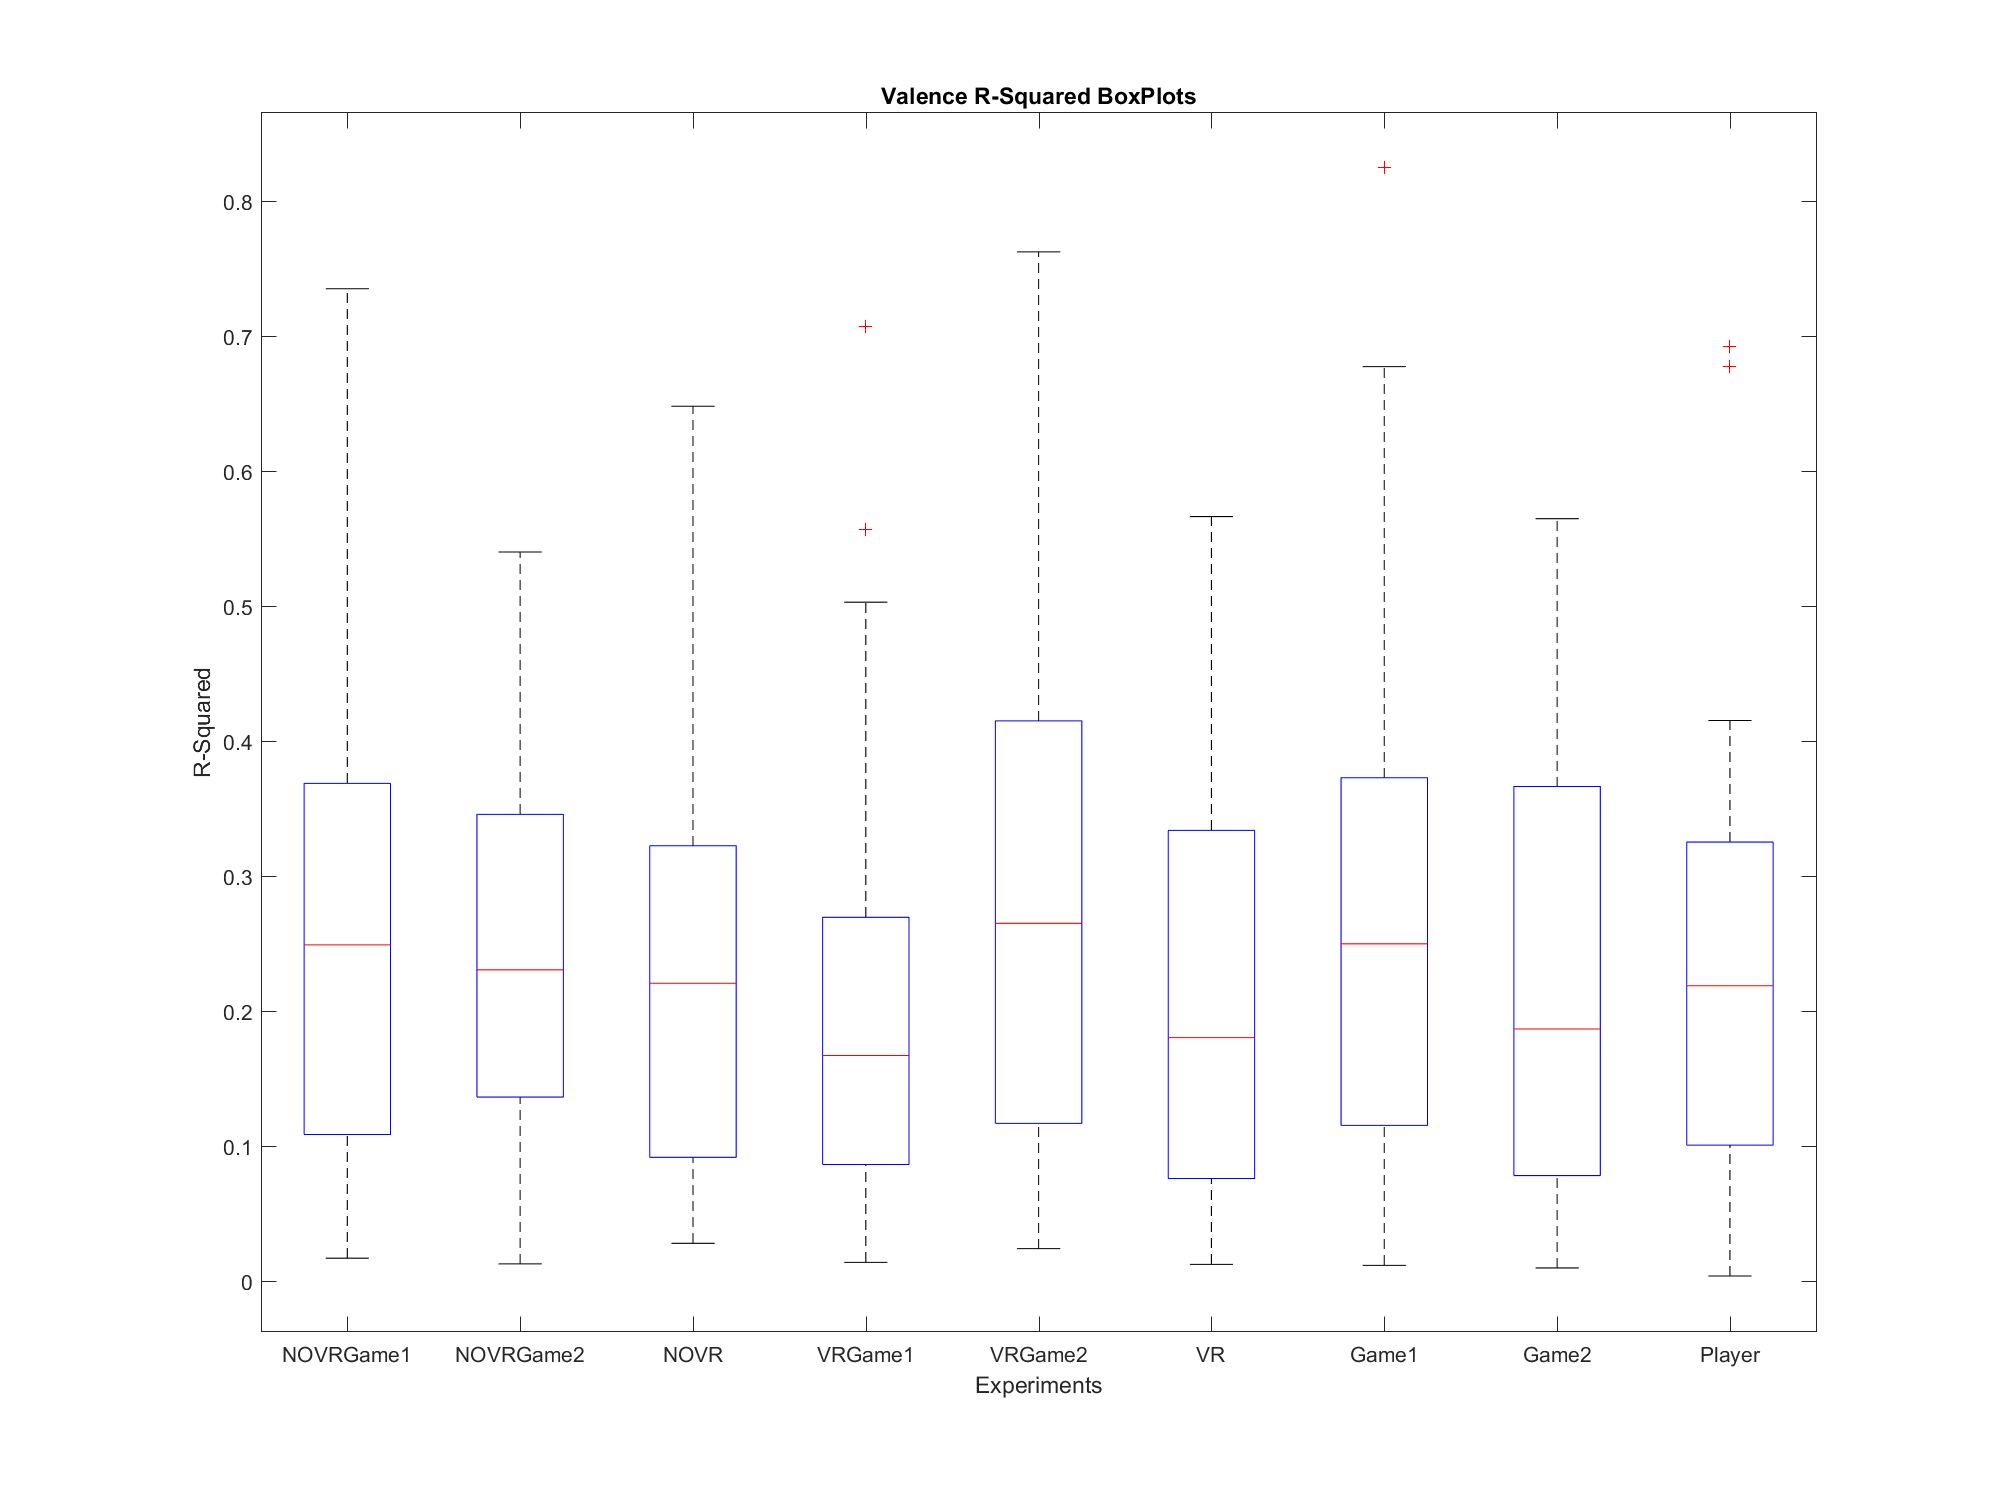 Valence R-Squared BoxPlots
0.8
0.7
0.6
0.5
0.4
0.3
0.2
0.1
0
R-Squared
NOVRGame1 NOVRGame2 NOVR VRGame1 VRGame2 VR Game1 Game2 Player
Experiments